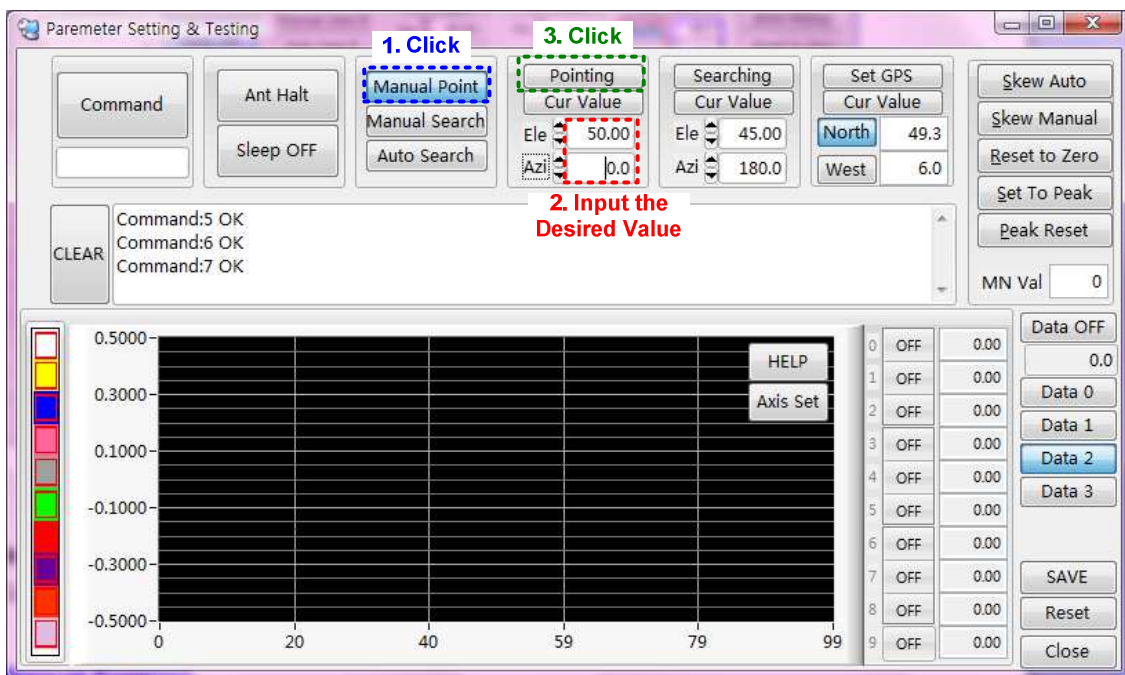 Paremeter Setting & Testing
1. Click
3. Click
Command
Ant Halt
Sleep OFF
Manual Point
Manual Search
Auto Search
Pointing
Cur Value
Ele 50.00
Azi 0.0
2. Input the
Desired Value
Searching
Cur Value
Ele 45.00
Azi 180.0
Set GPS
Cur Value
North 49.3
West 6.0
Skew Auto
Skew Manual
Reset to Zero
Set To Peak
Peak Reset
MN Val 0
CLEAR
Command:5 OK
Command:6 OK
Command:7 OK
0.5000
0.3000
0.1000
-0.1000
-0.3000
-0.5000
0 20 40 59 79 99
HELP
Axis Set
0 OFF 0.00
1 OFF 0.00
2 OFF 0.00
3 OFF 0.00
4 OFF 0.00
5 OFF 0.00
6 OFF 0.00
7 OFF 0.00
8 OFF 0.00
9 OFF 0.00
Data OFF
0.0
Data 0
Data 1
Data 2
Data 3
SAVE
Reset
Close